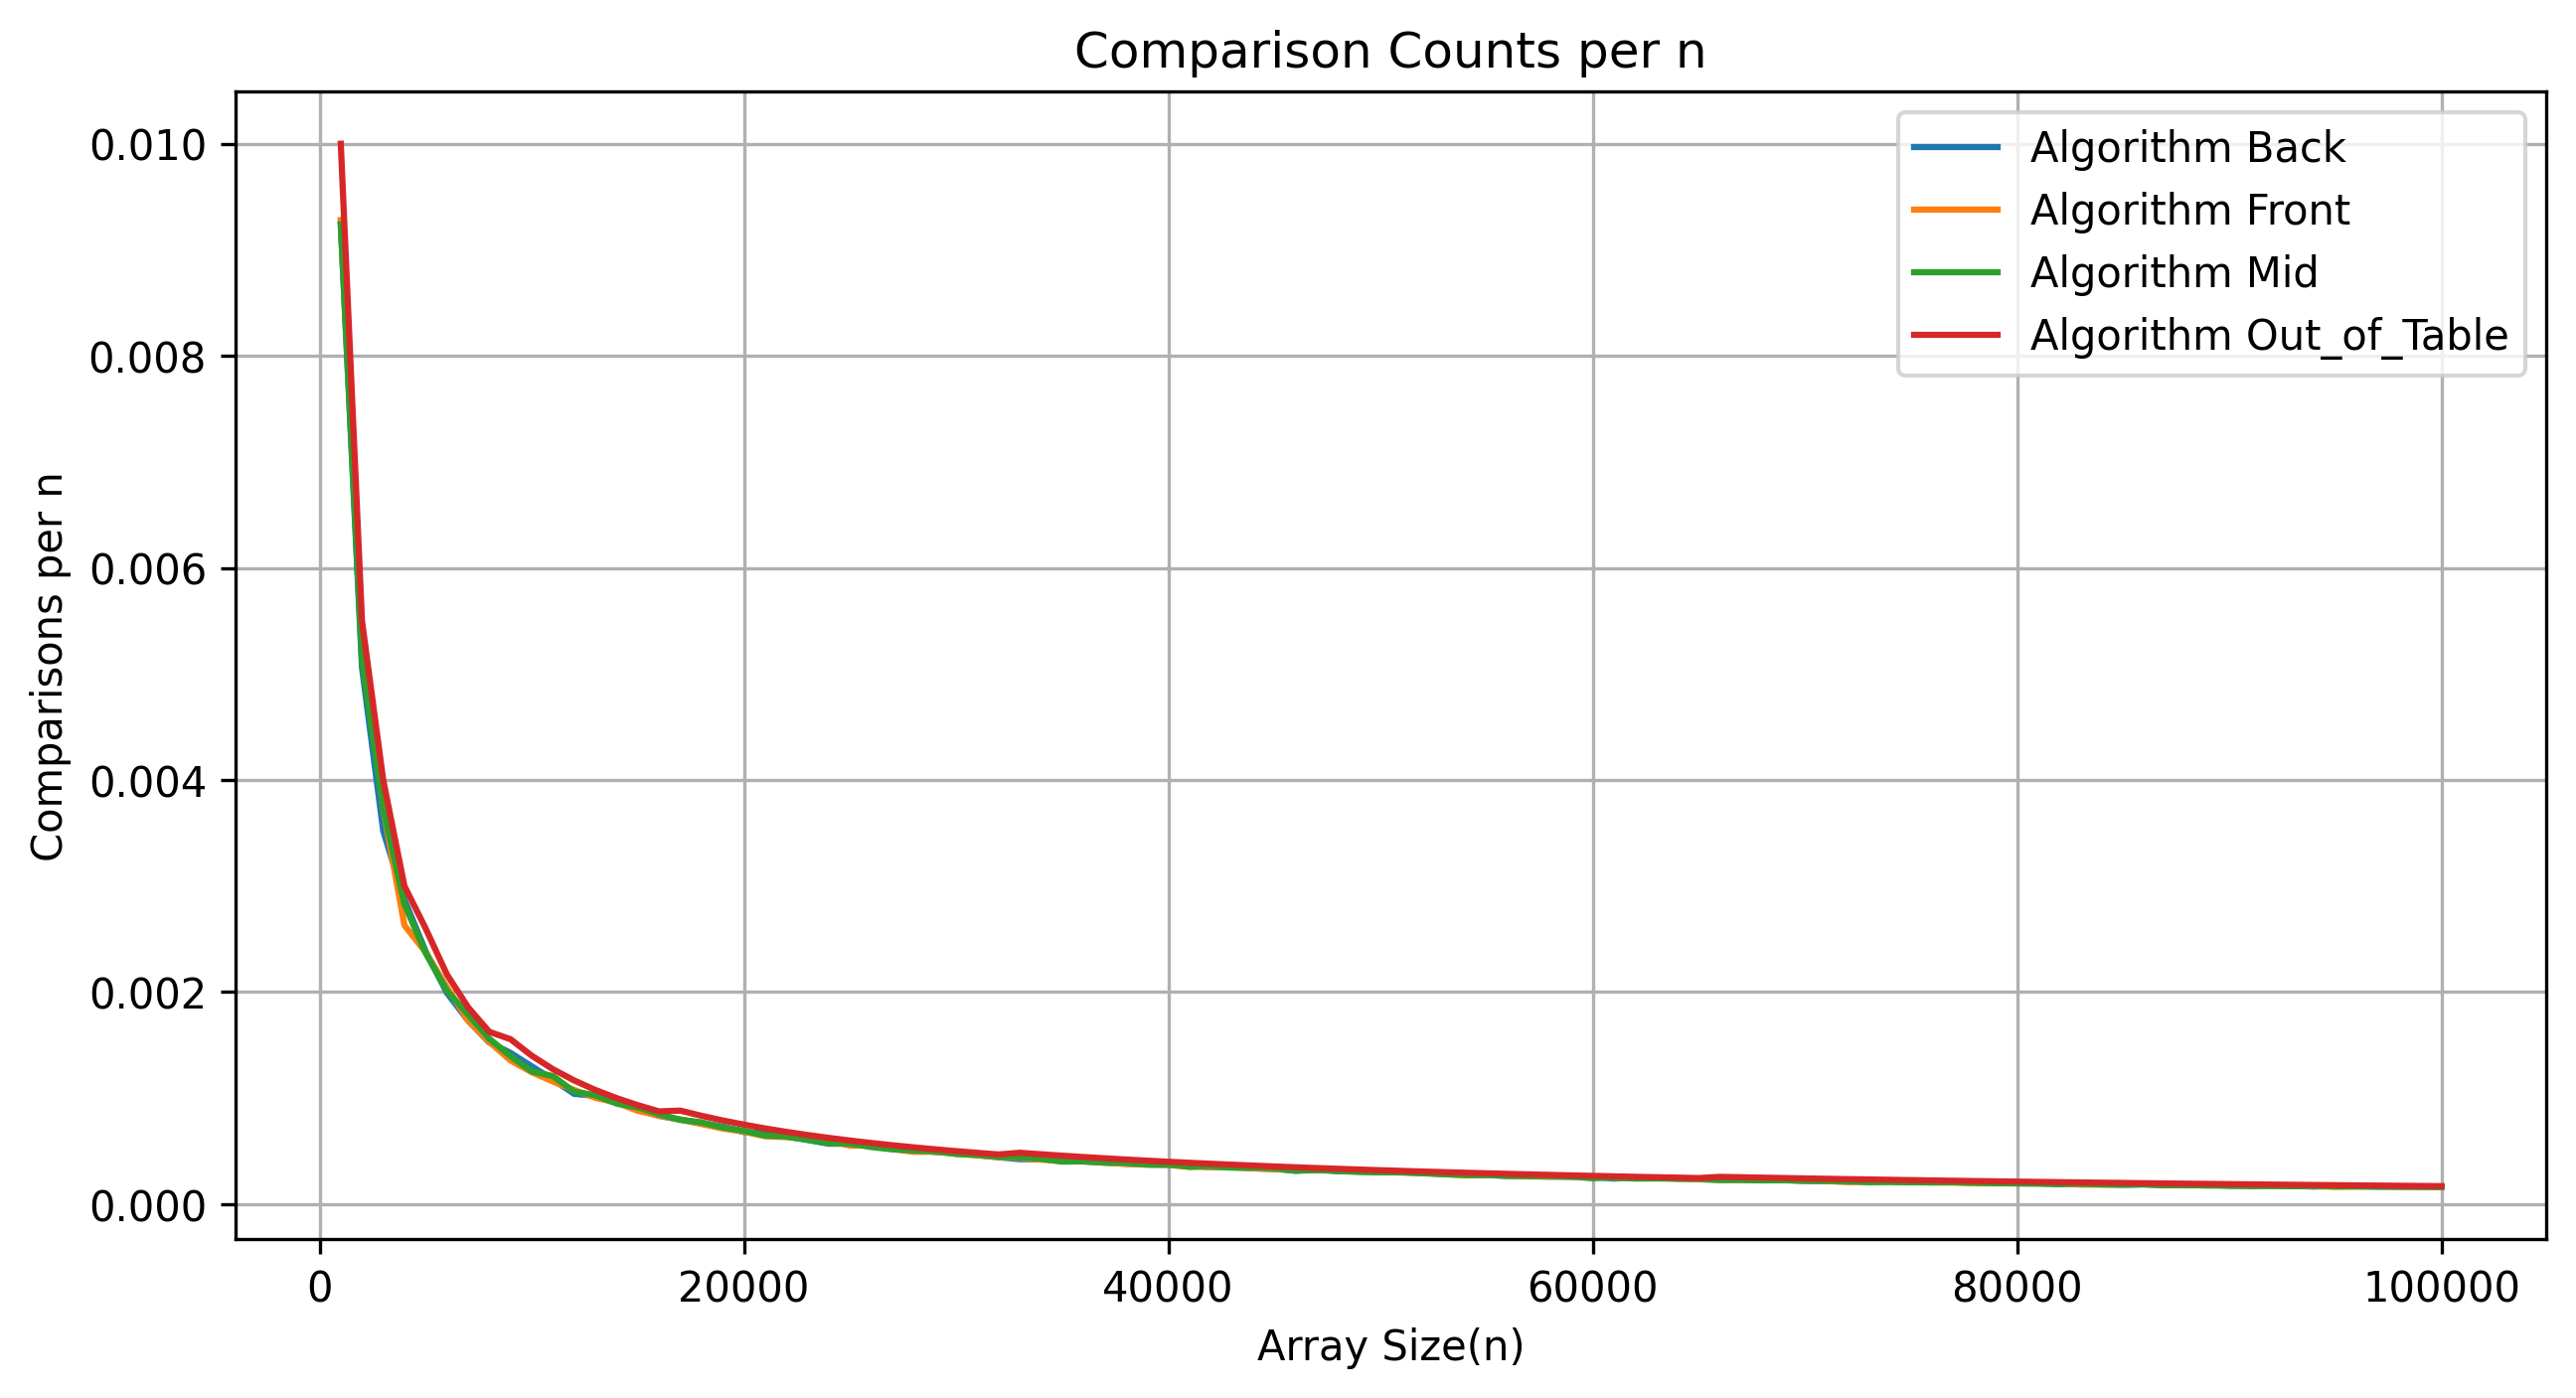 Comparison Counts per n
Algorithm Back
Algorithm Front
Algorithm Mid
Algorithm Out_of_Table
Comparisons per n
0.010
0.008
0.006
0.004
0.002
0.000
0 20000 40000 60000 80000 100000
Array Size(n)